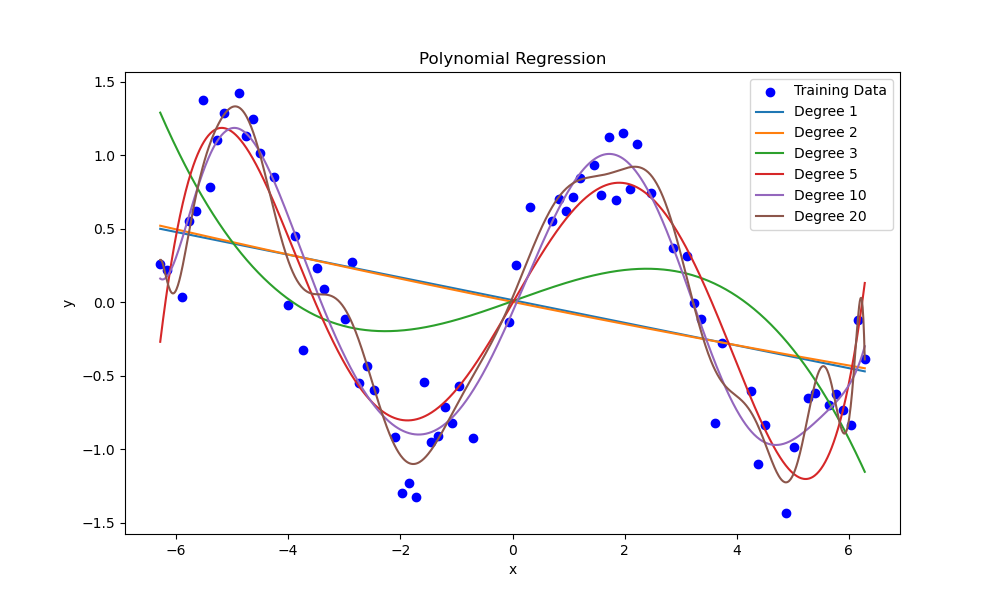 Polynomial Regression
1.5
1.0
0.5
0.0
−0.5
−1.0
−1.5
y
−6
−4
−2
0
2
4
6
x
Training Data
Degree 1
Degree 2
Degree 3
Degree 5
Degree 10
Degree 20